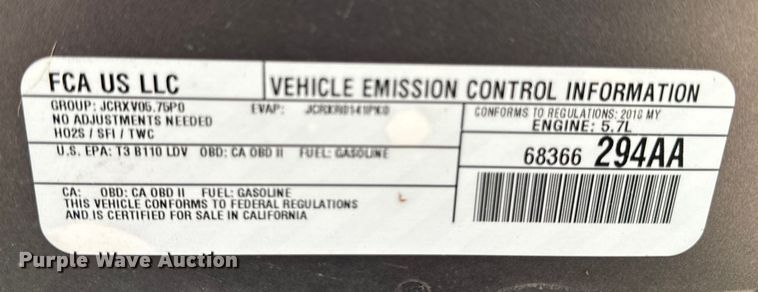 FCA US LLC
VEHICLE EMISSION CONTROL INFORMATION
GROUP: JCRXV05.75P0 EVAP:
NO ADJUSTMENTS NEEDED
HO2S / SFI / TWC
CONFORMS TO REGULATIONS: 2018 MY
ENGINE: 5.7L
U.S. EPA: T3 B110 LDV OBD: CA OBD II FUEL: GASOLINE
68366 294AA
CA: OBD: CA OBD II FUEL: GASOLINE
THIS VEHICLE CONFORMS TO FEDERAL REGULATIONS
AND IS CERTIFIED FOR SALE IN CALIFORNIA
Purple Wave Auction